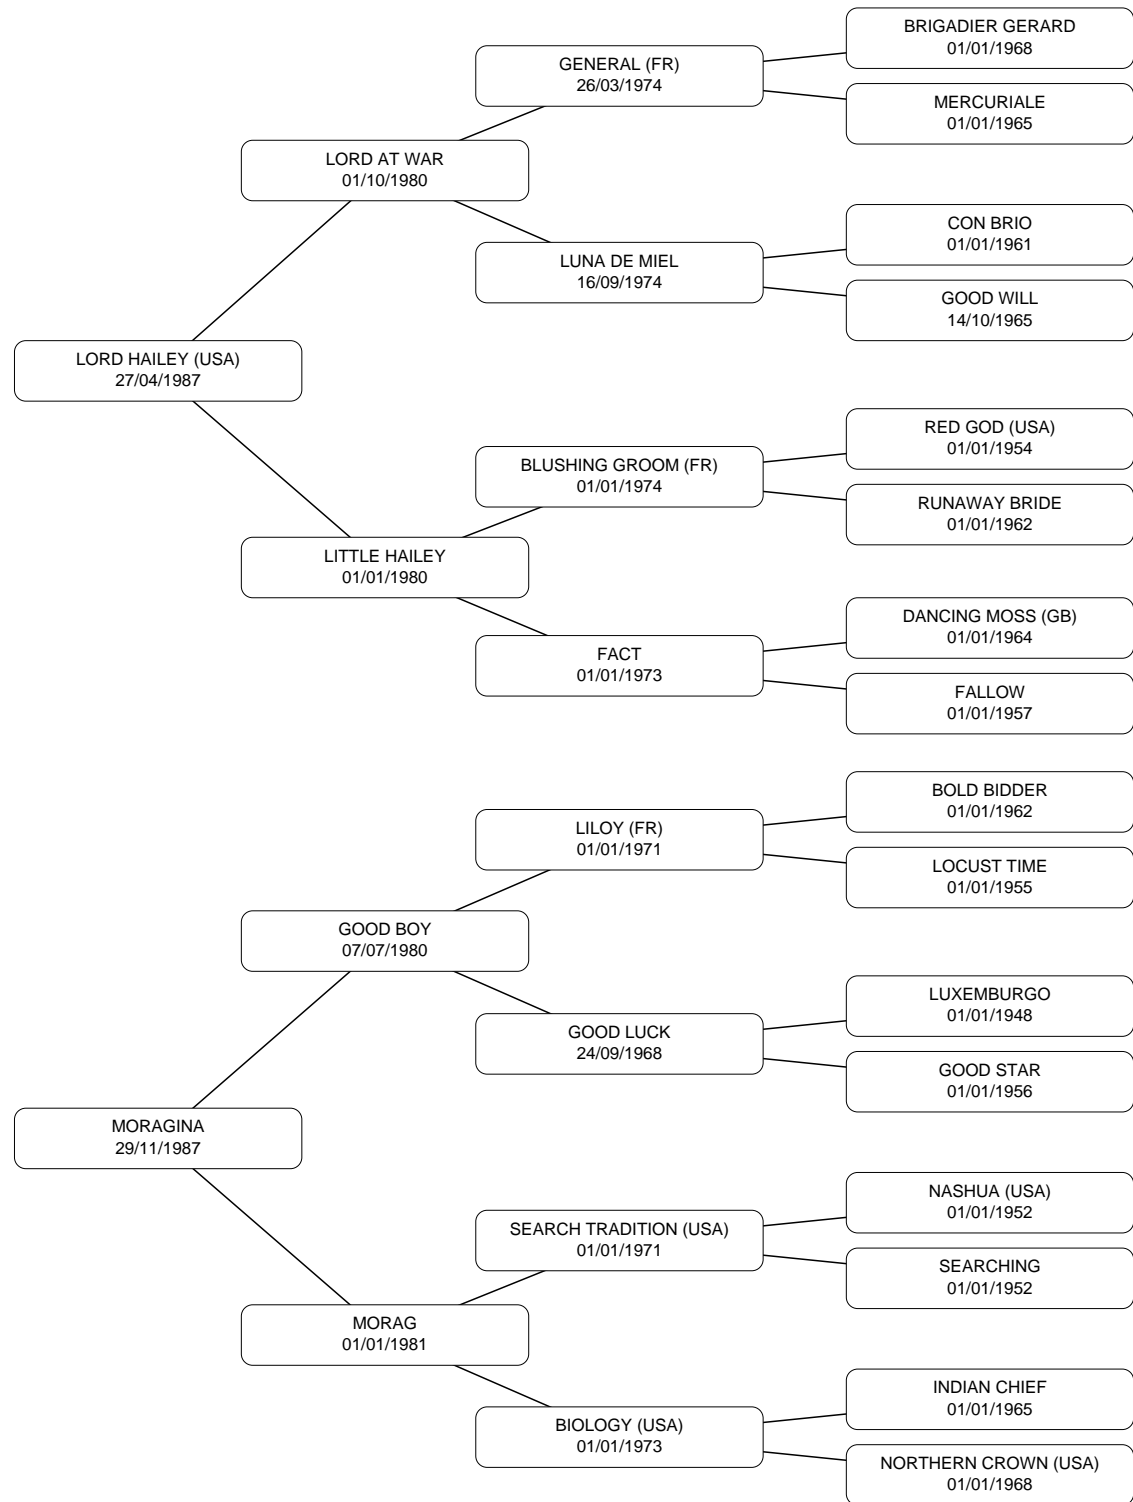 BRIGADIER GERARD
01/01/1968
GENERAL (FR)
26/03/1974
MERCURIALE
01/01/1965
LORD AT WAR
01/10/1980
CON BRIO
01/01/1961
LUNA DE MIEL
16/09/1974
GOOD WILL
14/10/1965
LORD HAILEY (USA)
27/04/1987
RED GOD (USA)
01/01/1954
BLUSHING GROOM (FR)
01/01/1974
RUNAWAY BRIDE
01/01/1962
LITTLE HAILEY
01/01/1980
DANCING MOSS (GB)
01/01/1964
FACT
01/01/1973
FALLOW
01/01/1957
BOLD BIDDER
01/01/1962
LILOY (FR)
01/01/1971
LOCUST TIME
01/01/1955
GOOD BOY
07/07/1980
LUXEMBURGO
01/01/1948
GOOD LUCK
24/09/1968
GOOD STAR
01/01/1956
MORAGINA
29/11/1987
NASHUA (USA)
01/01/1952
SEARCH TRADITION (USA)
01/01/1971
SEARCHING
01/01/1952
MORAG
01/01/1981
INDIAN CHIEF
01/01/1965
BIOLOGY (USA)
01/01/1973
NORTHERN CROWN (USA)
01/01/1968